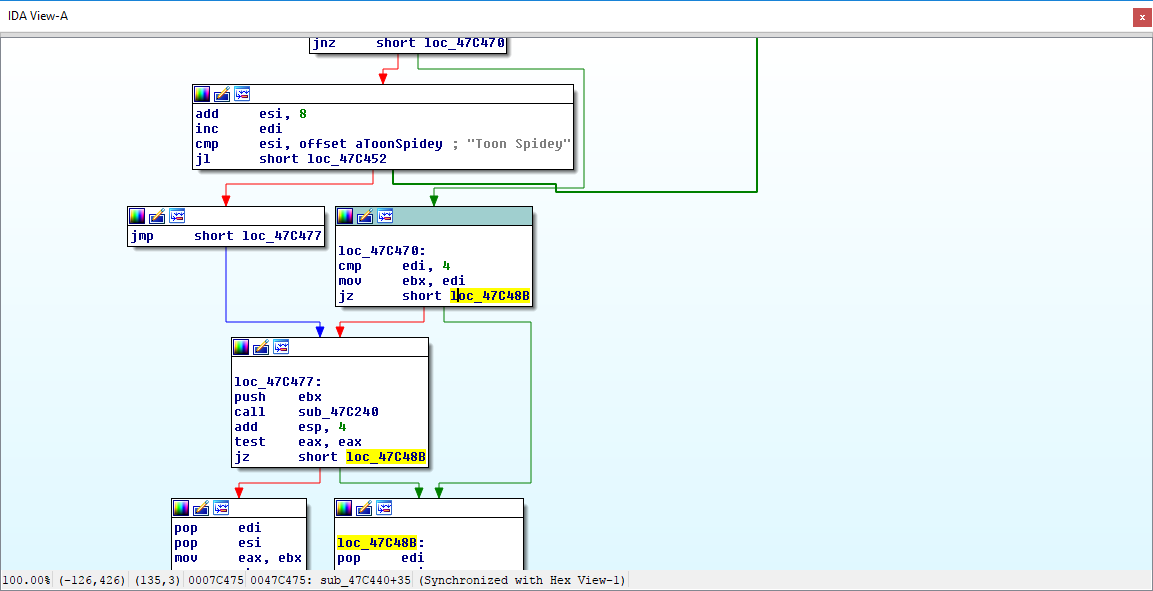 IDA View-A
x
jnz short loc_47C470
add esi, 8
inc edi
cmp esi, offset aToonSpidey ; "Toon Spidey"
jl short loc_47C452
jmp short loc_47C477
loc_47C470:
cmp edi, 4
mov ebx, edi
jz short loc_47C48B
loc_47C477:
push ebx
call sub_47C240
add esp, 4
test eax, eax
jz short loc_47C48B
pop edi
pop esi
mov eax, ebx
loc_47C48B:
pop edi
100.00% (-126,426) (135,3) 0007C475 0047C475: sub_47C440+35 (Synchronized with Hex View-1)